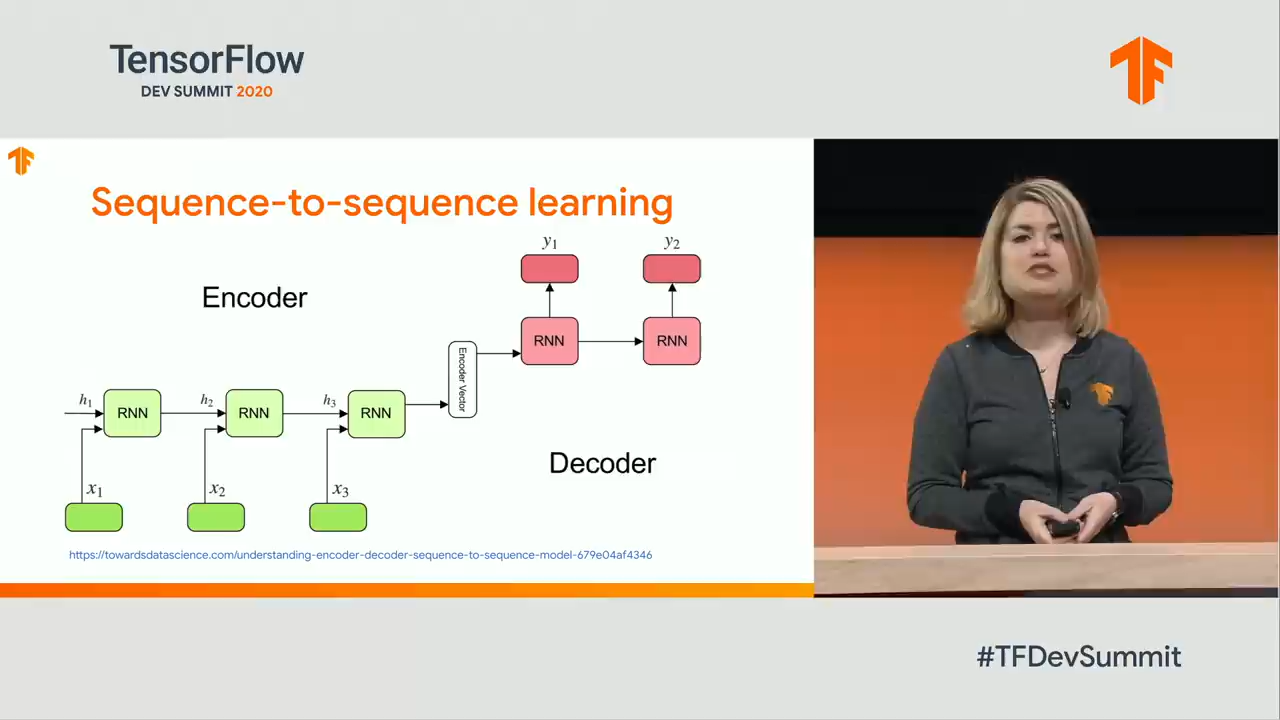 TensorFlow
DEV SUMMIT 2020
Sequence-to-sequence learning
y1 y2
Encoder
RNN RNN
Encoder Vector
h1 RNN h2 RNN h3 RNN
Decoder
x1 x2 x3
https://towardsdatascience.com/understanding-encoder-decoder-sequence-to-sequence-model-679e04af4346
#TFDevSummit